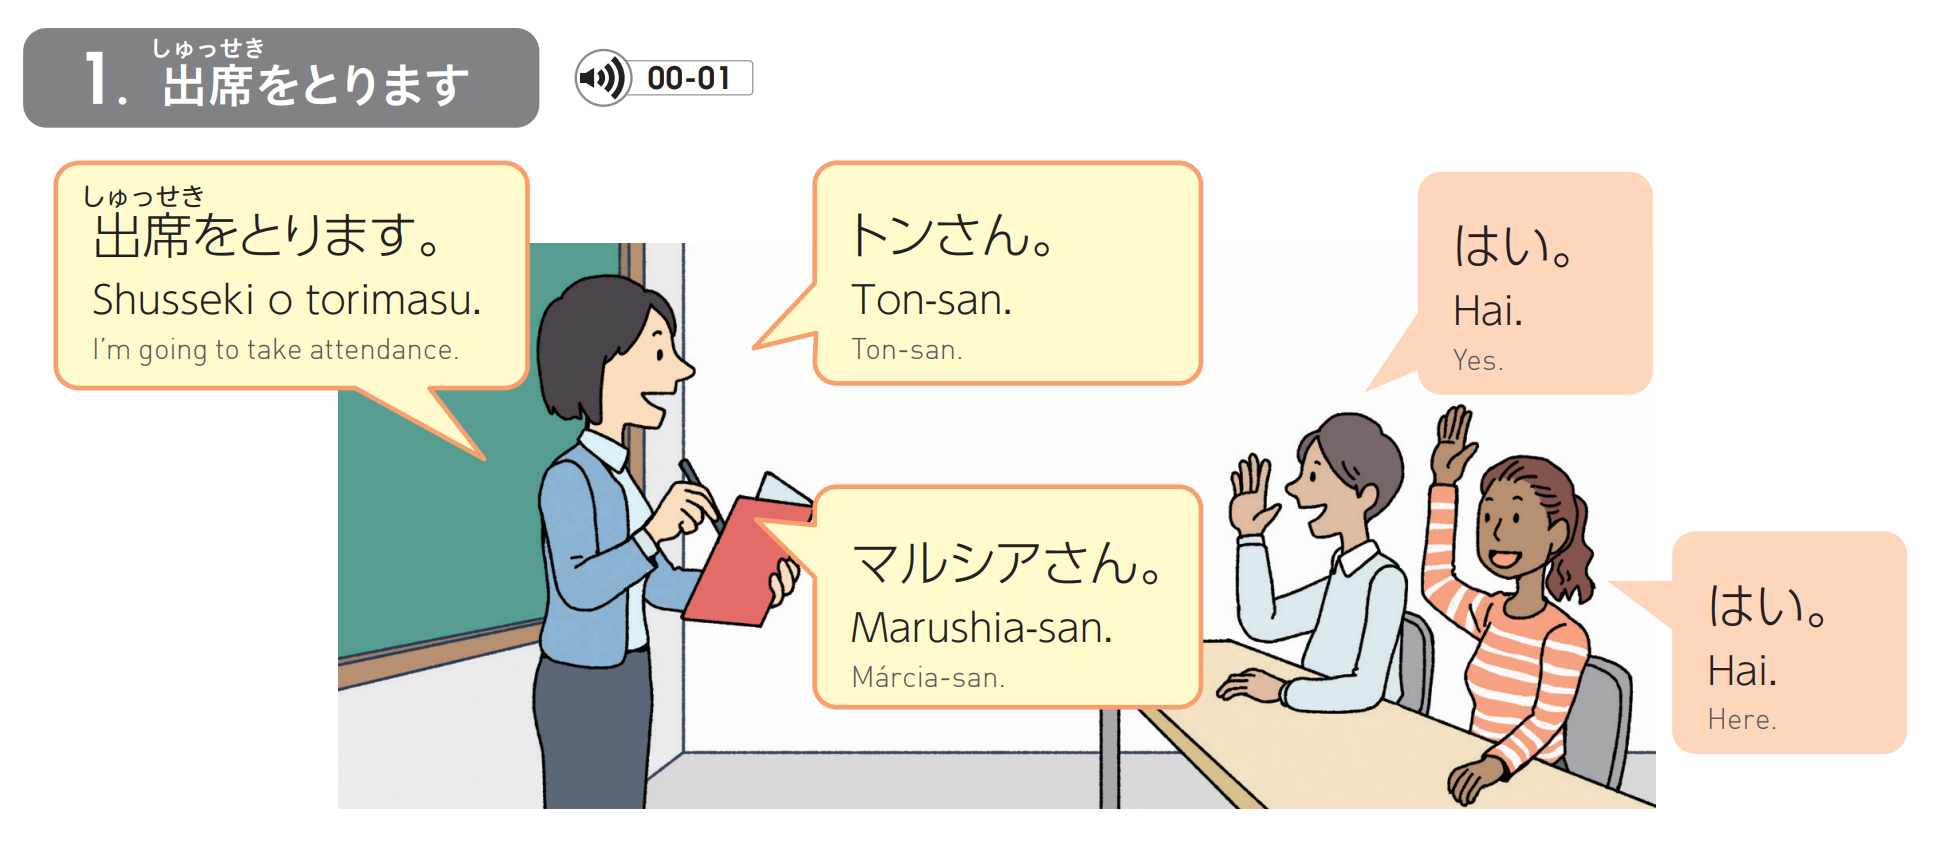 しゅっせき
1. 出席をとります
00-01
しゅっせき
出席をとります。
Shusseki o torimasu.
I'm going to take attendance.
トンさん。
Ton-san.
Ton-san.
はい。
Hai.
Yes.
マルシアさん。
Marushia-san.
Márcia-san.
はい。
Hai.
Here.